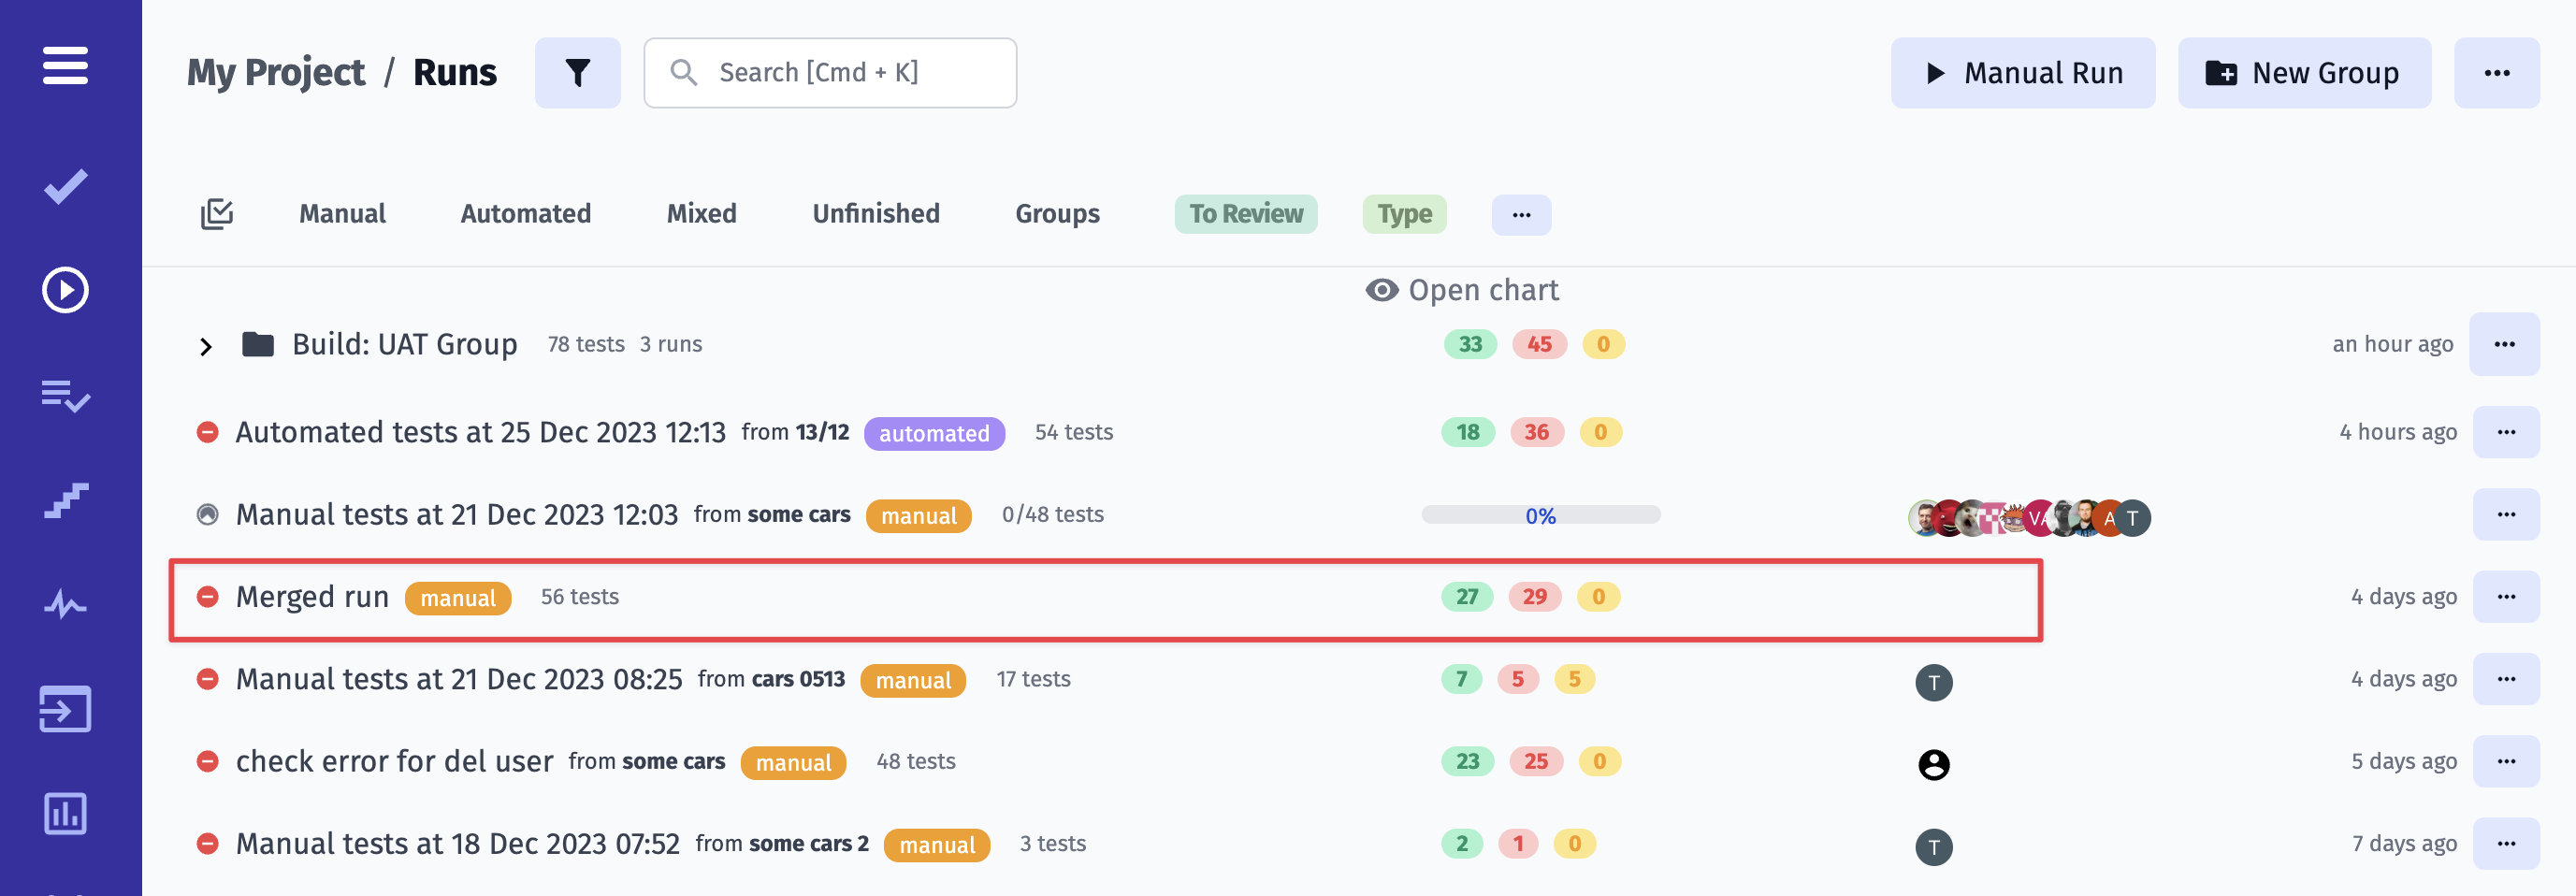 My Project / Runs
Search [Cmd + K]
Manual Run
New Group
Manual
Automated
Mixed
Unfinished
Groups
To Review
Type
Open chart
Build: UAT Group 78 tests 3 runs 33 45 0 an hour ago
Automated tests at 25 Dec 2023 12:13 from 13/12 automated 54 tests 18 36 0 4 hours ago
Manual tests at 21 Dec 2023 12:03 from some cars manual 0/48 tests 0% VA A T
Merged run manual 56 tests 27 29 0 4 days ago
Manual tests at 21 Dec 2023 08:25 from cars 0513 manual 17 tests 7 5 5 T 4 days ago
check error for del user from some cars manual 48 tests 23 25 0 5 days ago
Manual tests at 18 Dec 2023 07:52 from some cars 2 manual 3 tests 2 1 0 T 7 days ago